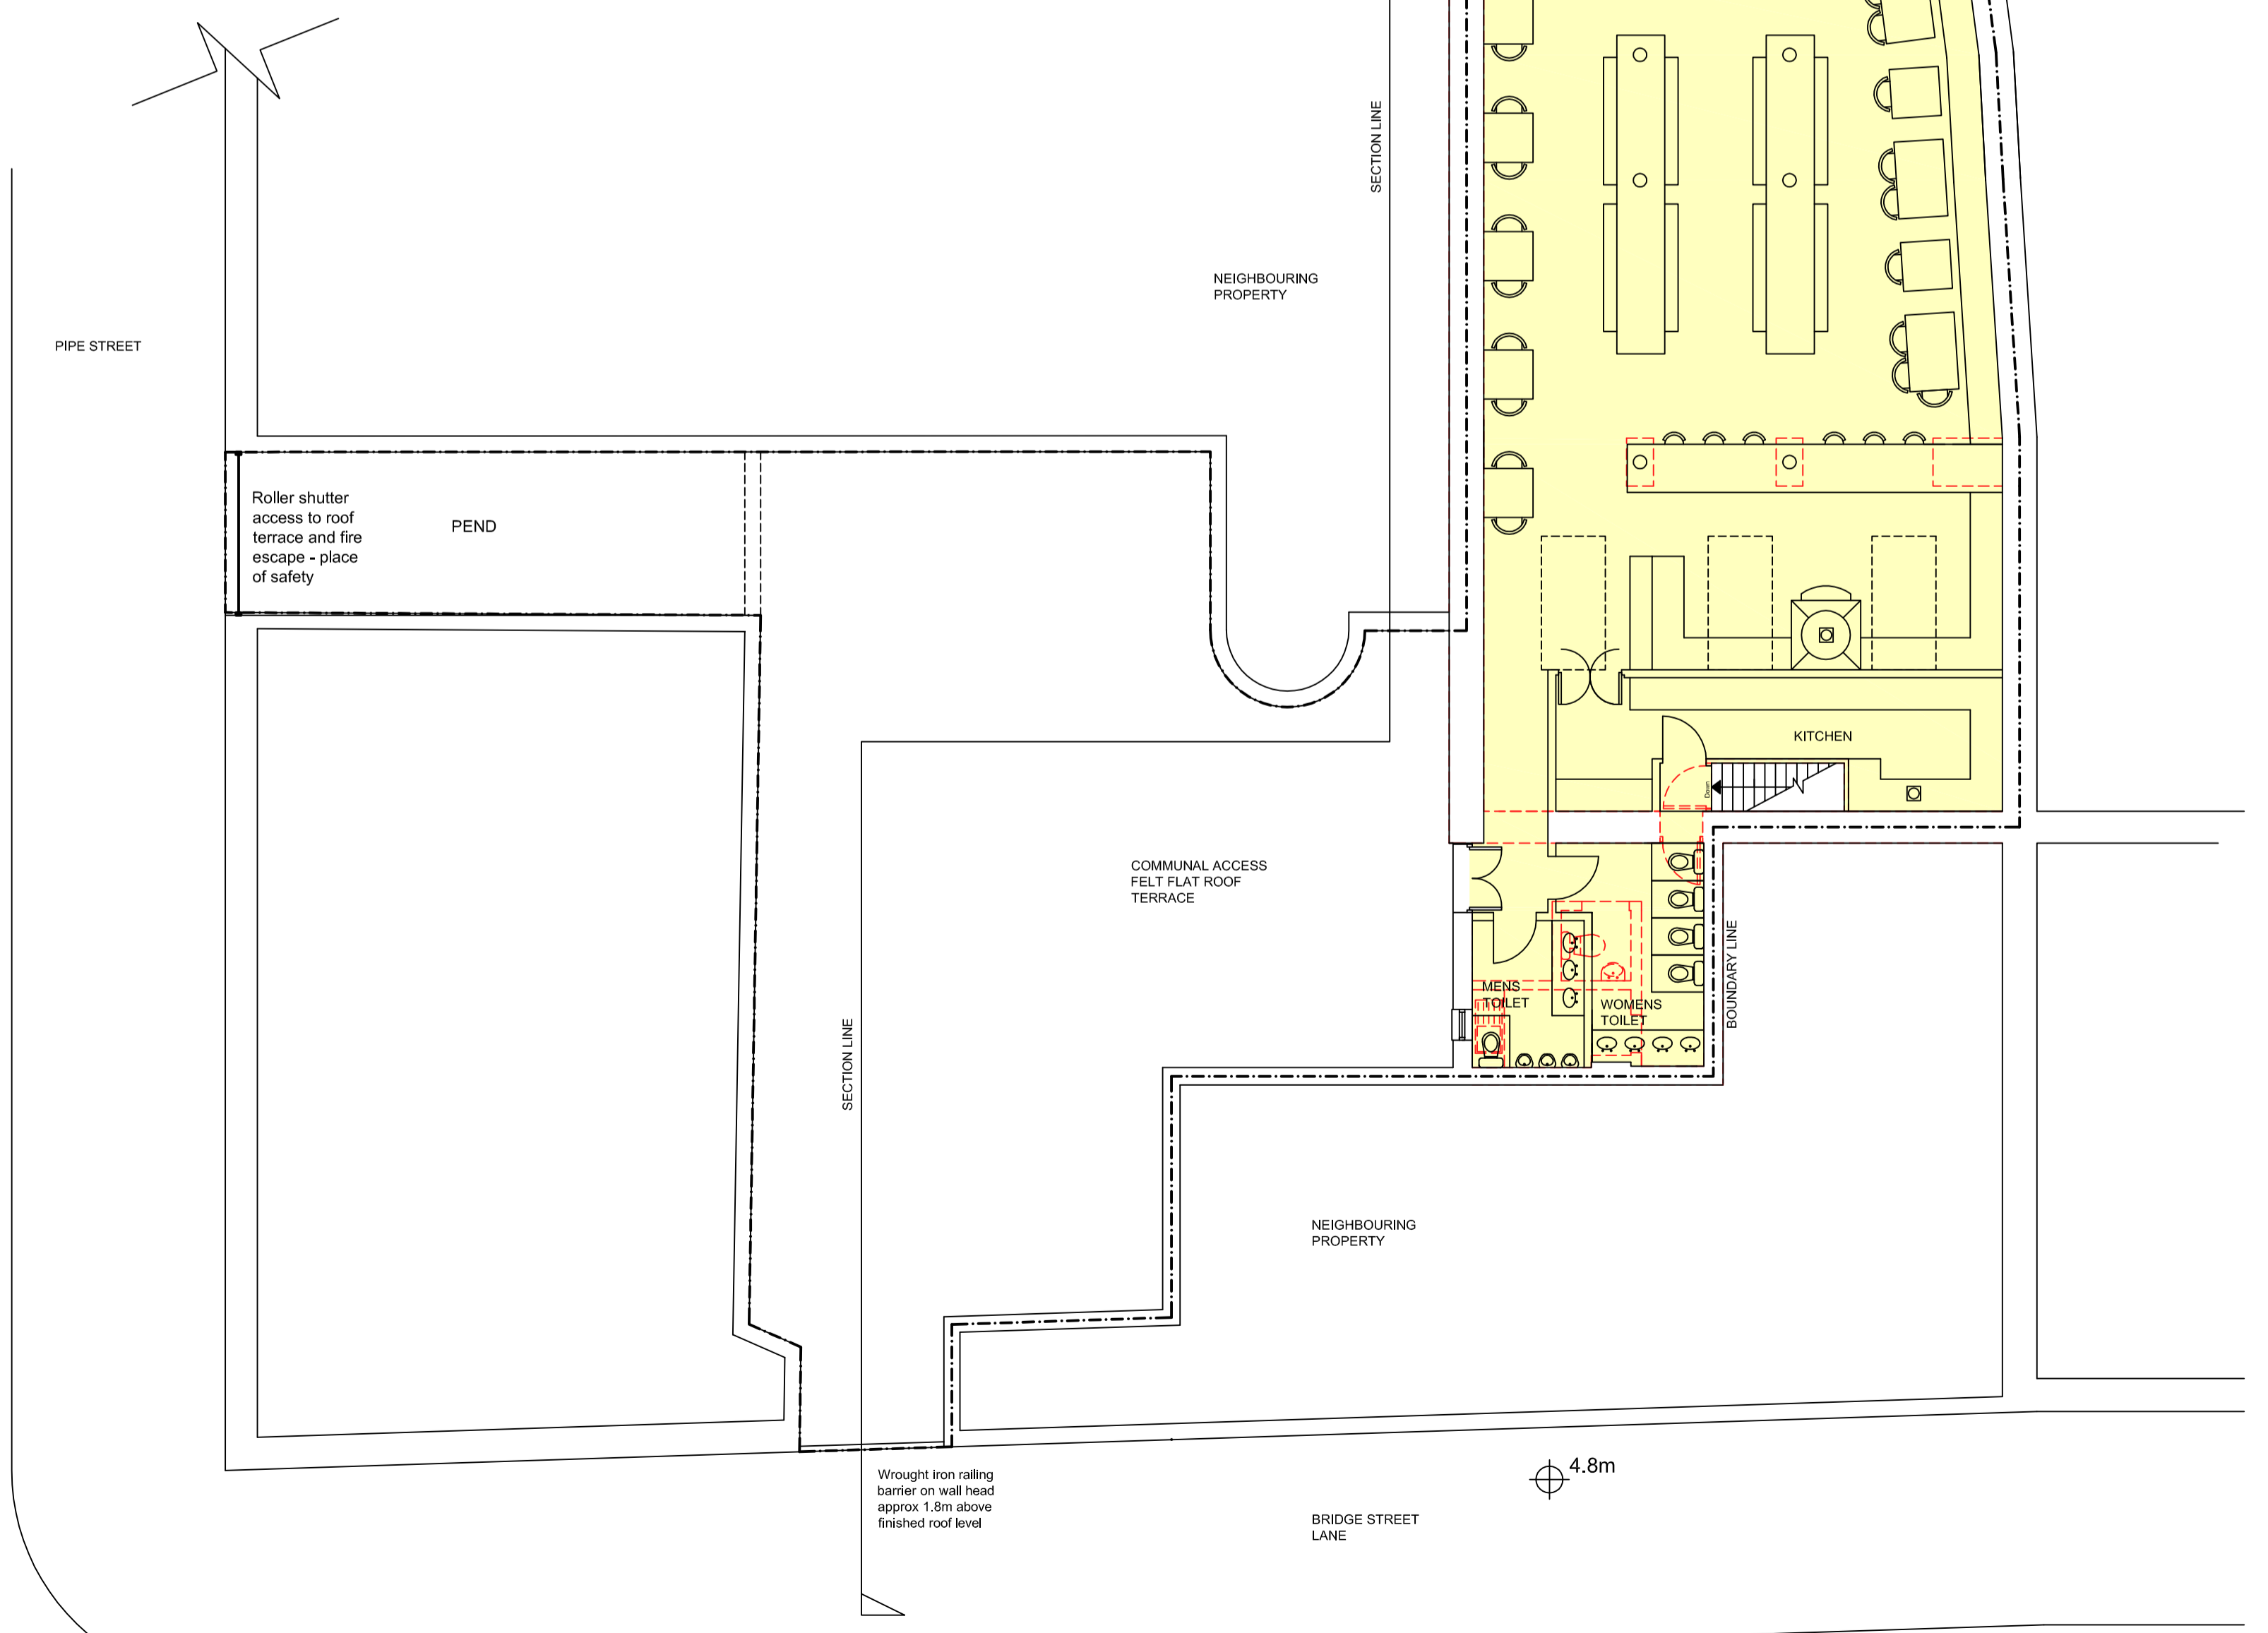 SECTION LINE
NEIGHBOURING
PROPERTY
PIPE STREET
Roller shutter
access to roof
terrace and fire
escape - place
of safety
PEND
KITCHEN
Down
COMMUNAL ACCESS
FELT FLAT ROOF
TERRACE
BOUNDARY LINE
MENS
TOILET
WOMENS
TOILET
SECTION LINE
NEIGHBOURING
PROPERTY
4.8m
Wrought iron railing
barrier on wall head
approx 1.8m above
finished roof level
BRIDGE STREET
LANE